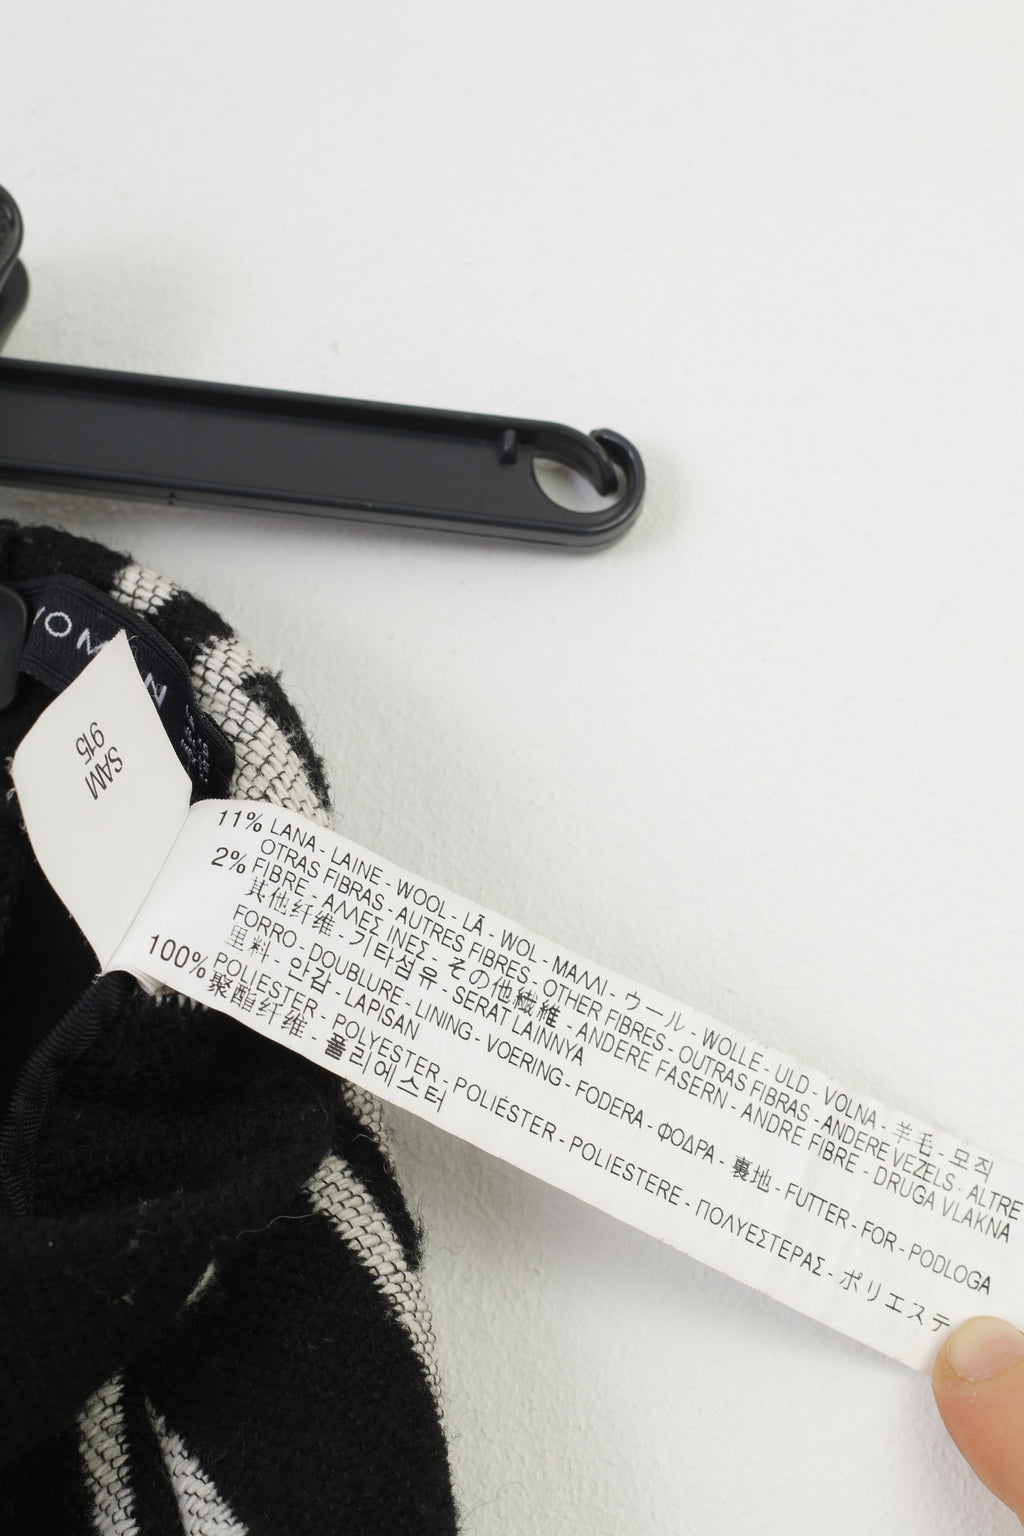 SAM
915
11% LANA - LAINE - WOOL - LÃ - WOL - ΜΑΛΛΙ - ウール - WOLLE - ULD - VOLNA - 羊毛 - 모직
2% OTRAS FIBRAS - AUTRES FIBRES - OTHER FIBRES - OUTRAS FIBRAS - ANDERE VEZELS - ALTRE
FIBRE - ΑΛΛΕΣ ΙΝΕΣ - その他繊維 - ANDERE FASERN - ANDRE FIBRE - DRUGA VLAKNA
其他纤维 - 기타섬유 - SERAT LAINNYA
FORRO - DOUBLURE - LINING - VOERING - FODERA - ΦΟΔΡΑ - 裏地 - FUTTER - FOR - PODLOGA
里料 - 안감 - LAPISAN
100% POLIESTER - POLYESTER - POLIÉSTER - POLIESTERE - ΠΟΛΥΕΣΤΕΡΑΣ - ポリエステ
聚酯纤维 - 폴리에스터